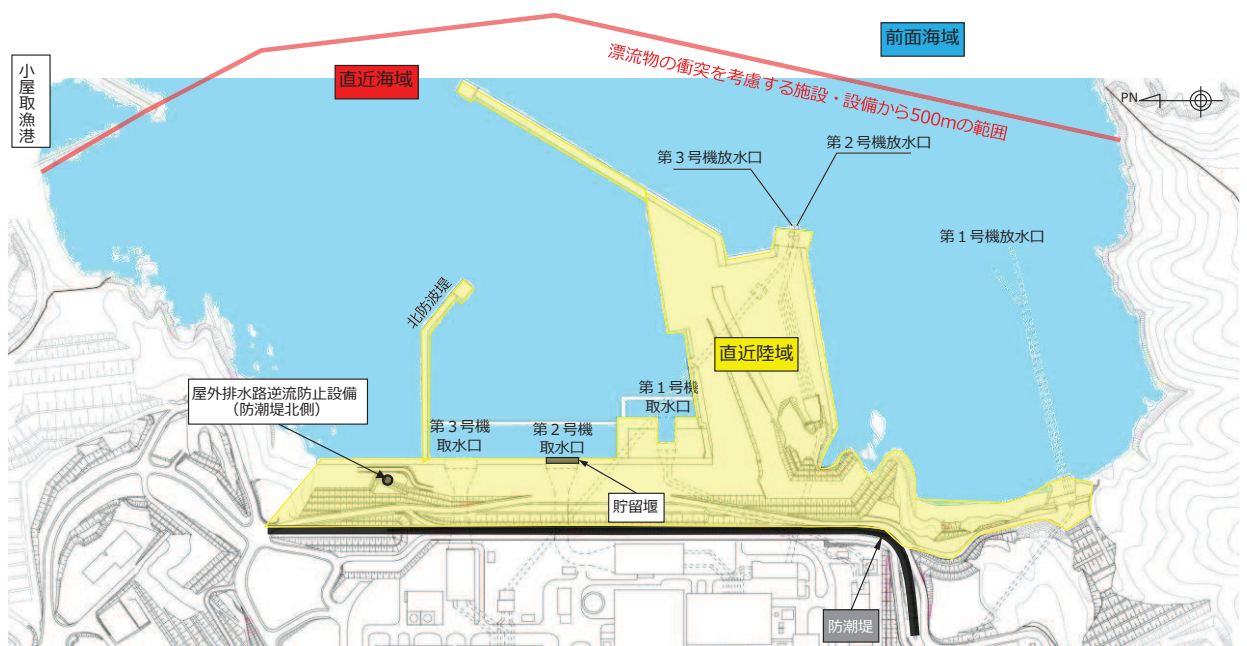 前面海域
直近海域
小屋取漁港
漂流物の衝突を考慮する施設・設備から500mの範囲
PN
第3号機放水口
第2号機放水口
第1号機放水口
北防波堤
直近陸域
屋外排水路逆流防止設備
(防潮堤北側)
第1号機
取水口
第3号機
取水口
第2号機
取水口
貯留堰
防潮堤